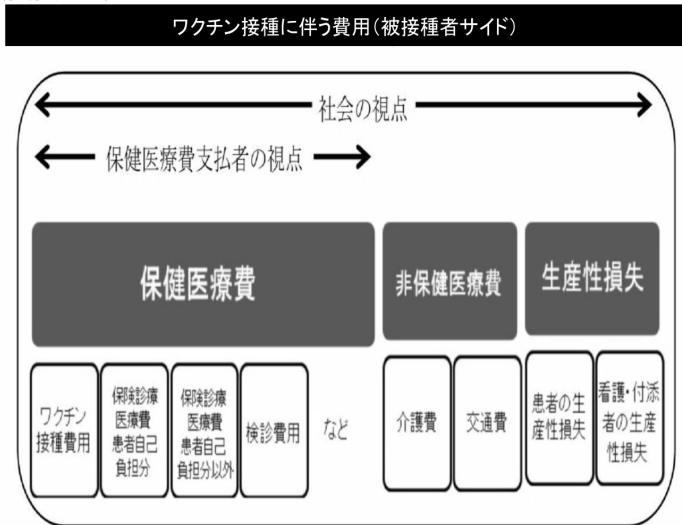 ワクチン接種に伴う費用(被接種者サイド)
社会の視点
保健医療費支払者の視点
保健医療費
非保健医療費
生産性損失
ワクチン
接種費用
保険診療
医療費
患者自己
負担分
保険診療
医療費
患者自己
負担分以外
検診費用
など
介護費
交通費
患者の生
産性損失
看護・付添
者の生産
性損失